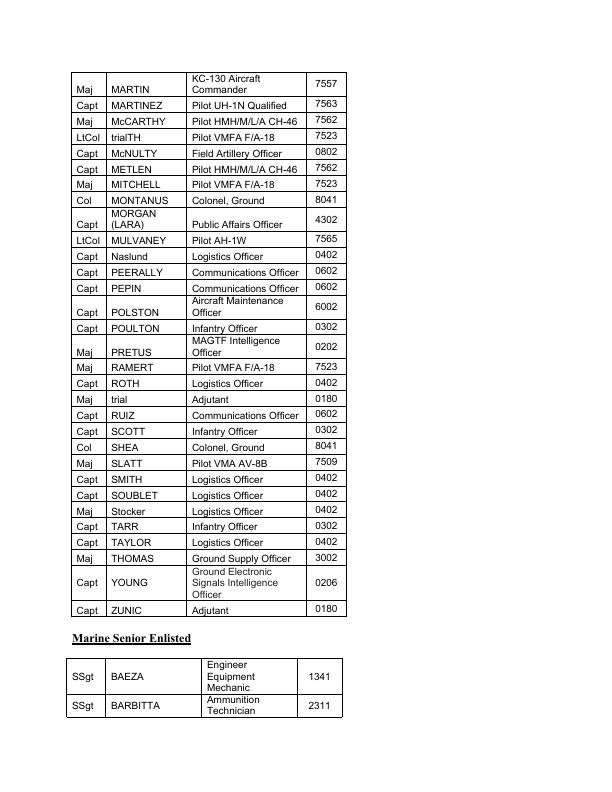 Maj MARTIN KC-130 Aircraft Commander 7557
Capt MARTINEZ Pilot UH-1N Qualified 7563
Maj McCARTHY Pilot HMH/M/L/A CH-46 7562
LtCol trialTH Pilot VMFA F/A-18 7523
Capt McNULTY Field Artillery Officer 0802
Capt METLEN Pilot HMH/M/L/A CH-46 7562
Maj MITCHELL Pilot VMFA F/A-18 7523
Col MONTANUS Colonel, Ground 8041
Capt MORGAN (LARA) Public Affairs Officer 4302
LtCol MULVANEY Pilot AH-1W 7565
Capt Naslund Logistics Officer 0402
Capt PEERALLY Communications Officer 0602
Capt PEPIN Communications Officer 0602
Capt POLSTON Aircraft Maintenance Officer 6002
Capt POULTON Infantry Officer 0302
Maj PRETUS MAGTF Intelligence Officer 0202
Maj RAMERT Pilot VMFA F/A-18 7523
Capt ROTH Logistics Officer 0402
Maj trial Adjutant 0180
Capt RUIZ Communications Officer 0602
Capt SCOTT Infantry Officer 0302
Col SHEA Colonel, Ground 8041
Maj SLATT Pilot VMA AV-8B 7509
Capt SMITH Logistics Officer 0402
Capt SOUBLET Logistics Officer 0402
Maj Stocker Logistics Officer 0402
Capt TARR Infantry Officer 0302
Capt TAYLOR Logistics Officer 0402
Maj THOMAS Ground Supply Officer 3002
Capt YOUNG Ground Electronic Signals Intelligence Officer 0206
Capt ZUNIC Adjutant 0180
Marine Senior Enlisted
SSgt BAEZA Engineer Equipment Mechanic 1341
SSgt BARBITTA Ammunition Technician 2311